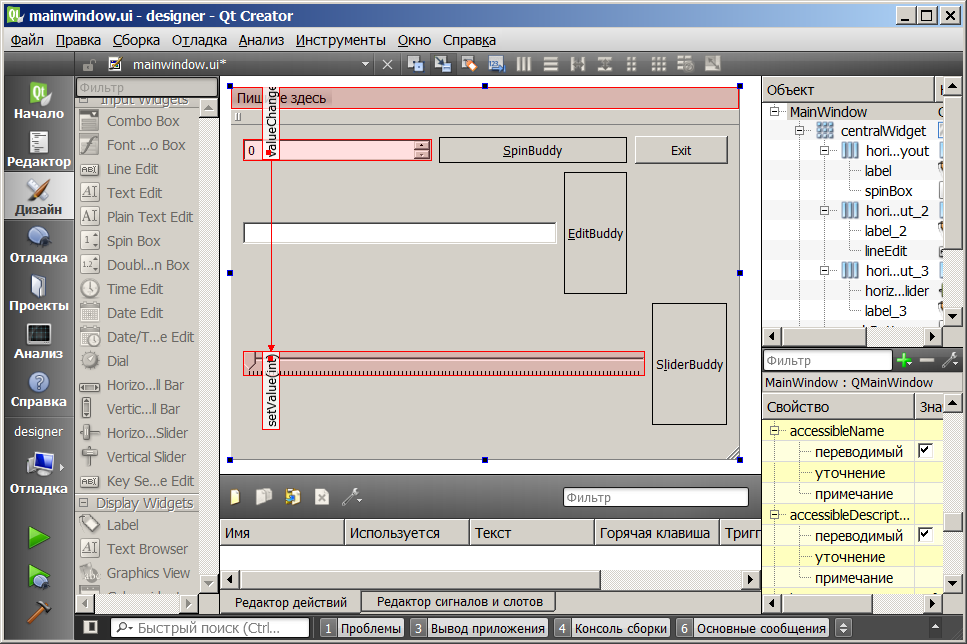 mainwindow.ui - designer - Qt Creator
Файл Правка Сборка Отладка Анализ Инструменты Окно Справка
mainwindow.ui*
Начало
Редактор
Дизайн
Отладка
Проекты
Анализ
Справка
designer
Отладка
Фильтр
Input Widgets
Combo Box
Font ...o Box
Line Edit
Text Edit
Plain Text Edit
Spin Box
Doubl...n Box
Time Edit
Date Edit
Date/T...e Edit
Dial
Horizo...ll Bar
Vertic...ll Bar
Horizo...Slider
Vertical Slider
Key Se...e Edit
Display Widgets
Label
Text Browser
Graphics View
0
SpinBuddy
Exit
EditBuddy
SliderBuddy
setValue(int)
Объект
MainWindow
centralWidget
hori...yout
label
spinBox
hori...ut_2
label_2
lineEdit
hori...ut_3
horiz...lider
label_3
Фильтр
MainWindow : QMainWindow
Свойство Зна
accessibleName
переводимый
уточнение
примечание
accessibleDescript...
переводимый
уточнение
примечание
Фильтр
Имя Используется Текст Горячая клавиша Тригг
Редактор действий Редактор сигналов и слотов
Быстрый поиск (Ctrl... 1 Проблемы 3 Вывод приложения 4 Консоль сборки 6 Основные сообщения